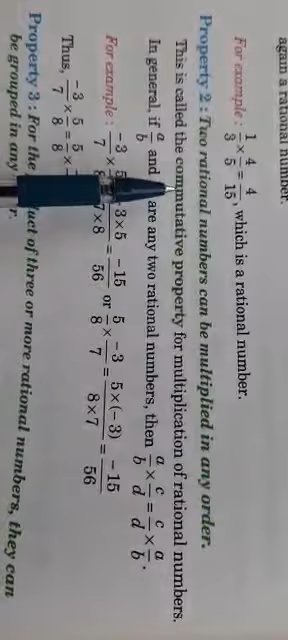 again a rational number.
For example : 1/3 × 4/5 = 4/15, which is a rational number.
Property 2 : Two rational numbers can be multiplied in any order.
This is called the commutative property for multiplication of rational numbers.
In general, if a/b and are any two rational numbers, then a/b × c/d = c/d × a/b.
For example : -3/7 × 3×5/7×8 = -15/56 or 5/8 × -3/7 = 5×(-3)/8×7 = -15/56
Thus, -3/7 × 5/8 = 5/8 ×
Property 3 : For the of three or more rational numbers, they can
be grouped in any